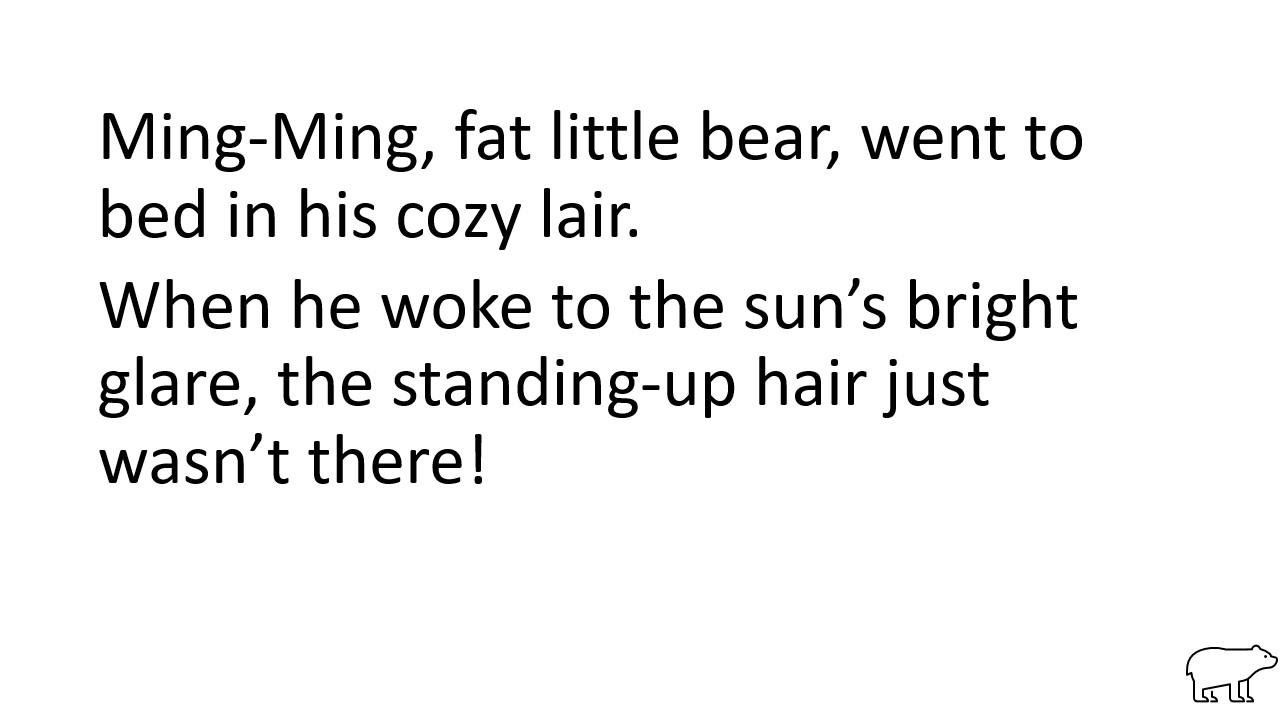 Ming-Ming, fat little bear, went to
bed in his cozy lair.
When he woke to the sun’s bright
glare, the standing-up hair just
wasn’t there!